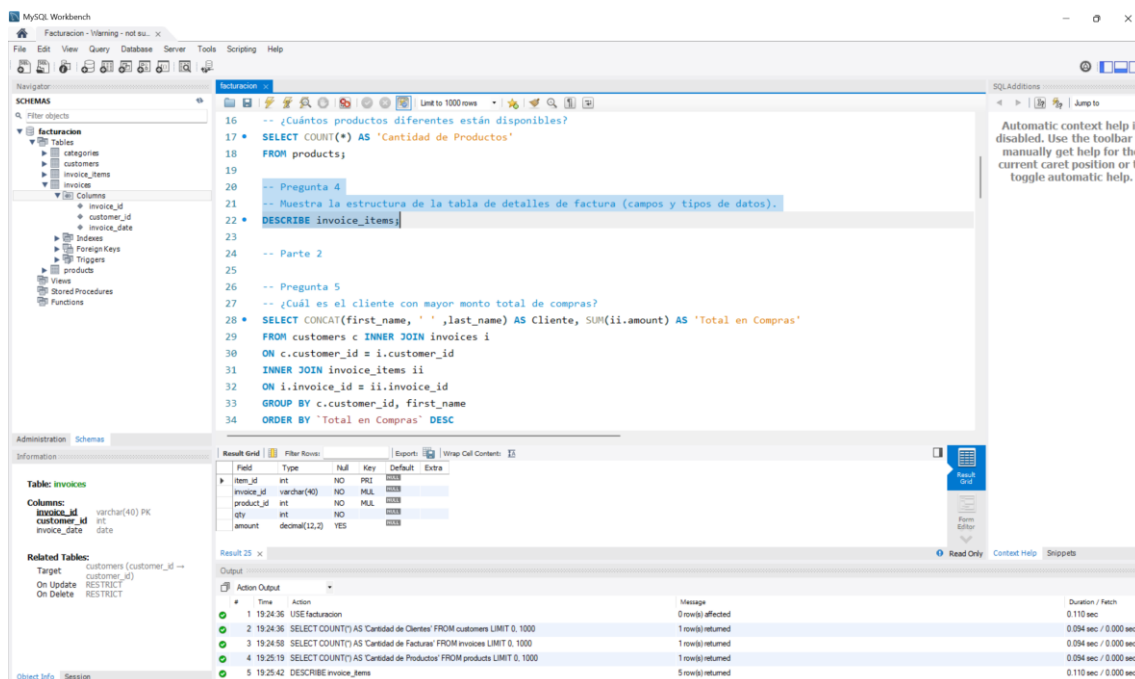 MySQL Workbench
Facturacion - Warning - not su... ×
File Edit View Query Database Server Tools Scripting Help
Navigator
SCHEMAS
Filter objects
facturacion
Tables
categories
customers
invoice_items
invoices
Columns
invoice_id
customer_id
invoice_date
Indexes
Foreign Keys
Triggers
products
Views
Stored Procedures
Functions
Administration Schemas
Information
Table: invoices
Columns:
invoice_id varchar(40) PK
customer_id int
invoice_date date
Related Tables:
Target customers (customer_id → customer_id)
On Update RESTRICT
On Delete RESTRICT
Object Info Session
facturacion ×
Limit to 1000 rows
16 -- ¿Cuántos productos diferentes están disponibles?
17 SELECT COUNT(*) AS 'Cantidad de Productos'
18 FROM products;
19
20 -- Pregunta 4
21 -- Muestra la estructura de la tabla de detalles de factura (campos y tipos de datos).
22 DESCRIBE invoice_items;
23
24 -- Parte 2
25
26 -- Pregunta 5
27 -- ¿Cuál es el cliente con mayor monto total de compras?
28 SELECT CONCAT(first_name, ' ' ,last_name) AS Cliente, SUM(ii.amount) AS 'Total en Compras'
29 FROM customers c INNER JOIN invoices i
30 ON c.customer_id = i.customer_id
31 INNER JOIN invoice_items ii
32 ON i.invoice_id = ii.invoice_id
33 GROUP BY c.customer_id, first_name
34 ORDER BY `Total en Compras` DESC
Result Grid Filter Rows: Export: Wrap Cell Content:
Field Type Null Key Default Extra
item_id int NO PRI NULL
invoice_id varchar(40) NO MUL NULL
product_id int NO MUL NULL
qty int NO NULL
amount decimal(12,2) YES NULL
Result Grid
Form Editor
Result 25 ×
Read Only
Output
Action Output
# Time Action Message Duration / Fetch
1 19:24:36 USE facturacion 0 row(s) affected 0.110 sec
2 19:24:36 SELECT COUNT(*) AS 'Cantidad de Clientes' FROM customers LIMIT 0, 1000 1 row(s) returned 0.094 sec / 0.000 sec
3 19:24:58 SELECT COUNT(*) AS 'Cantidad de Facturas' FROM invoices LIMIT 0, 1000 1 row(s) returned 0.094 sec / 0.000 sec
4 19:25:19 SELECT COUNT(*) AS 'Cantidad de Productos' FROM products LIMIT 0, 1000 1 row(s) returned 0.094 sec / 0.000 sec
5 19:25:42 DESCRIBE invoice_items 5 row(s) returned 0.110 sec / 0.000 sec
SQLAdditions
Jump to
Automatic context help i
disabled. Use the toolbar
manually get help for the
current caret position or t
toggle automatic help.
Context Help Snippets